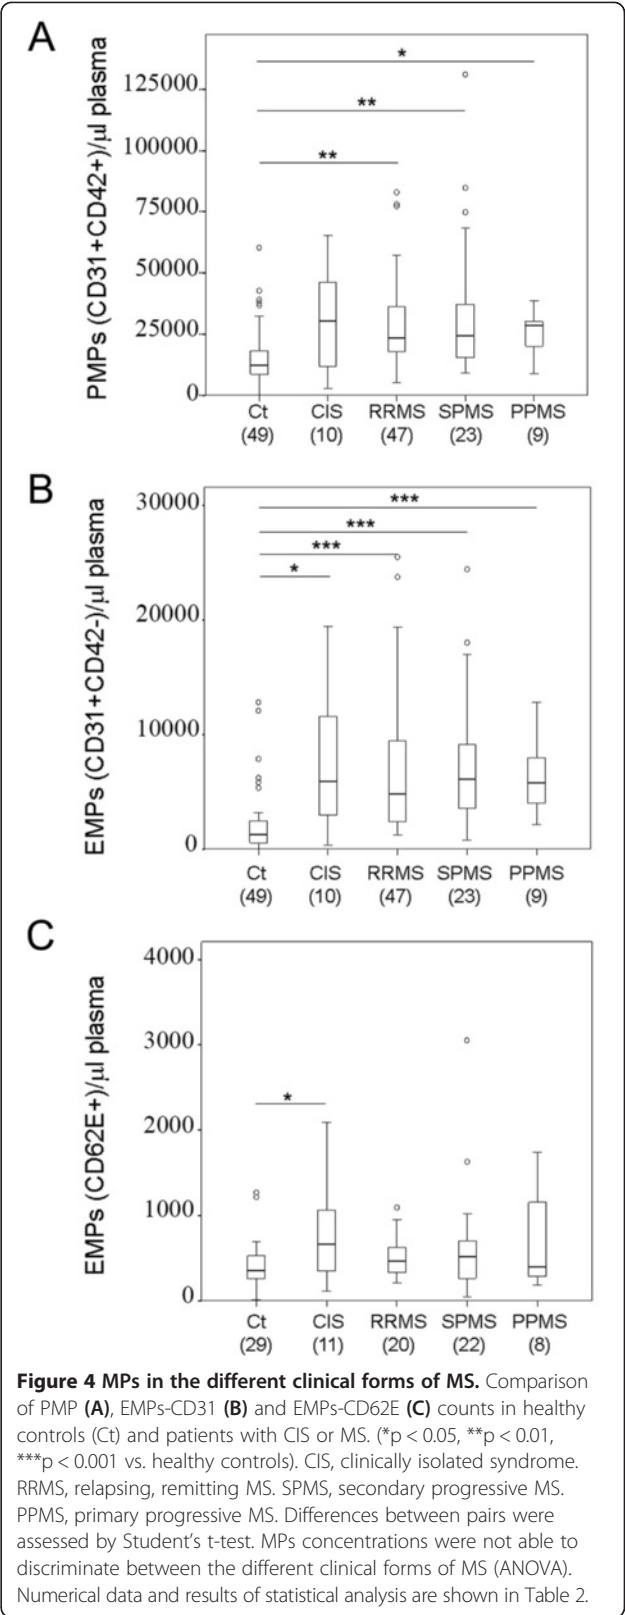 A
PMPs (CD31+CD42+)/µl plasma
125000
100000
75000
50000
25000
0
*
**
**
Ct CIS RRMS SPMS PPMS
(49) (10) (47) (23) (9)
B
EMPs (CD31+CD42-)/µl plasma
30000
20000
10000
0
***
***
***
*
Ct CIS RRMS SPMS PPMS
(49) (10) (47) (23) (9)
C
EMPs (CD62E+)/µl plasma
4000
3000
2000
1000
0
*
Ct CIS RRMS SPMS PPMS
(29) (11) (20) (22) (8)
Figure 4 MPs in the different clinical forms of MS. Comparison
of PMP (A), EMPs-CD31 (B) and EMPs-CD62E (C) counts in healthy
controls (Ct) and patients with CIS or MS. (*p < 0.05, **p < 0.01,
***p < 0.001 vs. healthy controls). CIS, clinically isolated syndrome.
RRMS, relapsing, remitting MS. SPMS, secondary progressive MS.
PPMS, primary progressive MS. Differences between pairs were
assessed by Student's t-test. MPs concentrations were not able to
discriminate between the different clinical forms of MS (ANOVA).
Numerical data and results of statistical analysis are shown in Table 2.